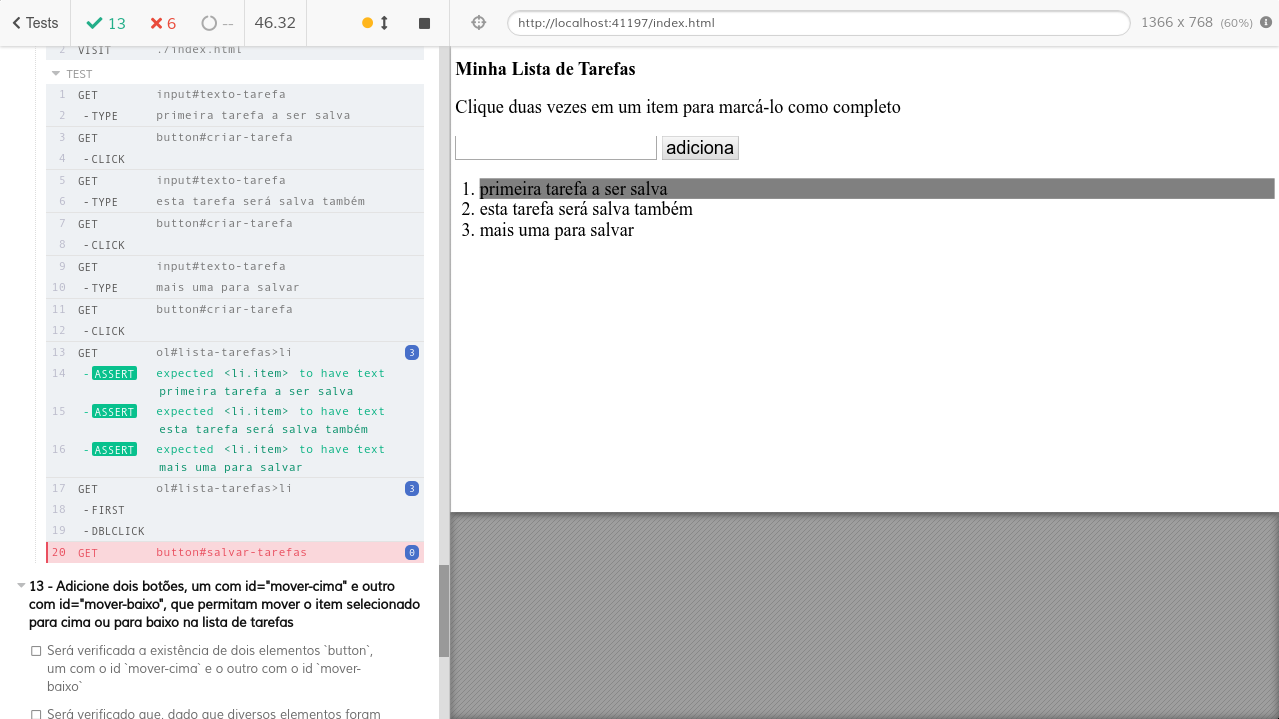 Tests 13 6 -- 46.32 http://localhost:41197/index.html 1366 x 768 (60%)
2 VISIT ./index.html
TEST
1 GET input#texto-tarefa
2 -TYPE primeira tarefa a ser salva
3 GET button#criar-tarefa
4 -CLICK
5 GET input#texto-tarefa
6 -TYPE esta tarefa será salva também
7 GET button#criar-tarefa
8 -CLICK
9 GET input#texto-tarefa
10 -TYPE mais uma para salvar
11 GET button#criar-tarefa
12 -CLICK
13 GET ol#lista-tarefas>li 3
14 -ASSERT expected <li.item> to have text
primeira tarefa a ser salva
15 -ASSERT expected <li.item> to have text
esta tarefa será salva também
16 -ASSERT expected <li.item> to have text
mais uma para salvar
17 GET ol#lista-tarefas>li 3
18 -FIRST
19 -DBLCLICK
20 GET button#salvar-tarefas 0
13 - Adicione dois botões, um com id="mover-cima" e outro
com id="mover-baixo", que permitam mover o item selecionado
para cima ou para baixo na lista de tarefas
Será verificada a existência de dois elementos `button`,
um com o id `mover-cima` e o outro com o id `mover-
baixo`
Será verificado que, dado que diversos elementos foram
Minha Lista de Tarefas
Clique duas vezes em um item para marcá-lo como completo
adiciona
1. primeira tarefa a ser salva
2. esta tarefa será salva também
3. mais uma para salvar